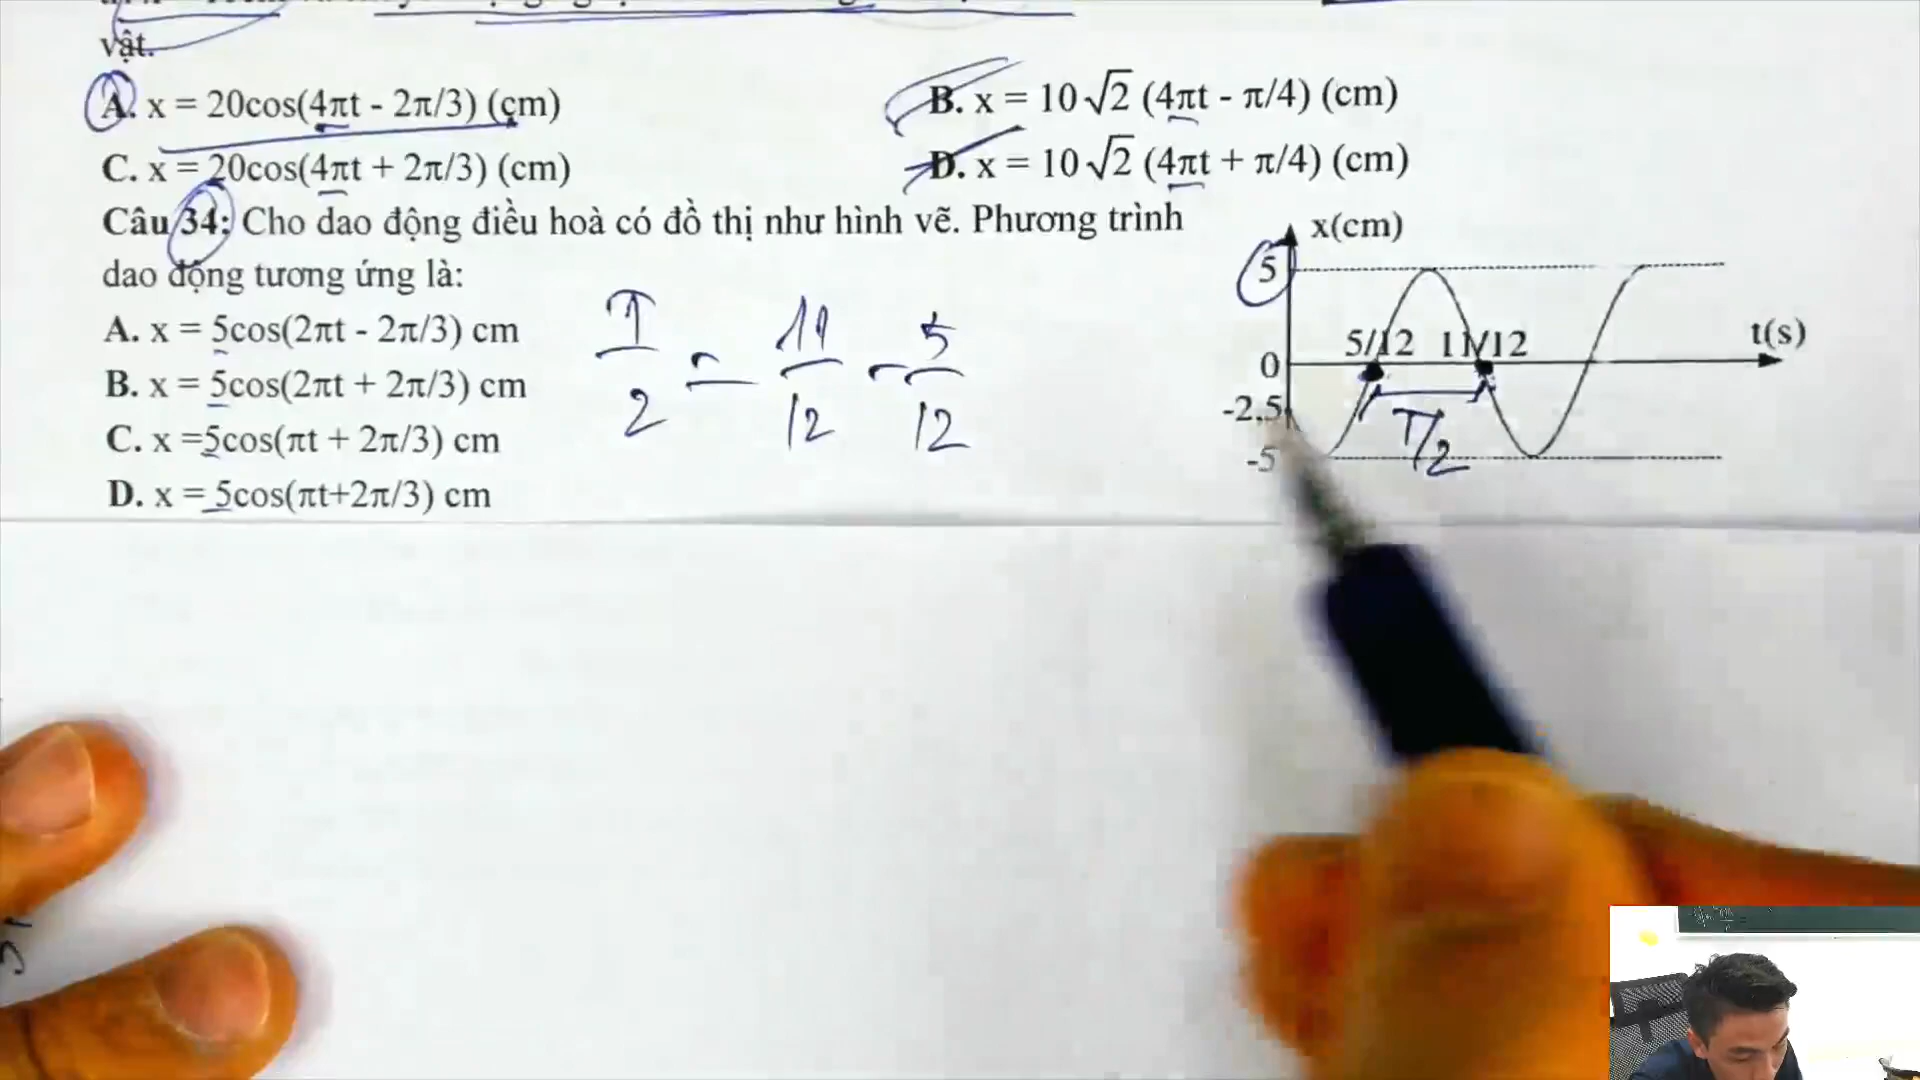 vật.
A. x = 20cos(4πt - 2π/3) (cm)
B. x = 10√2 (4πt - π/4) (cm)
C. x = 20cos(4πt + 2π/3) (cm)
D. x = 10√2 (4πt + π/4) (cm)
Câu 34: Cho dao động điều hoà có đồ thị như hình vẽ. Phương trình
dao động tương ứng là:
A. x = 5cos(2πt - 2π/3) cm
B. x = 5cos(2πt + 2π/3) cm
C. x =5cos(πt + 2π/3) cm
D. x = 5cos(πt+2π/3) cm
T/2 = 11/12 - 5/12
x(cm)
5
5/12 11/12
t(s)
0
-2,5
T/2
-5